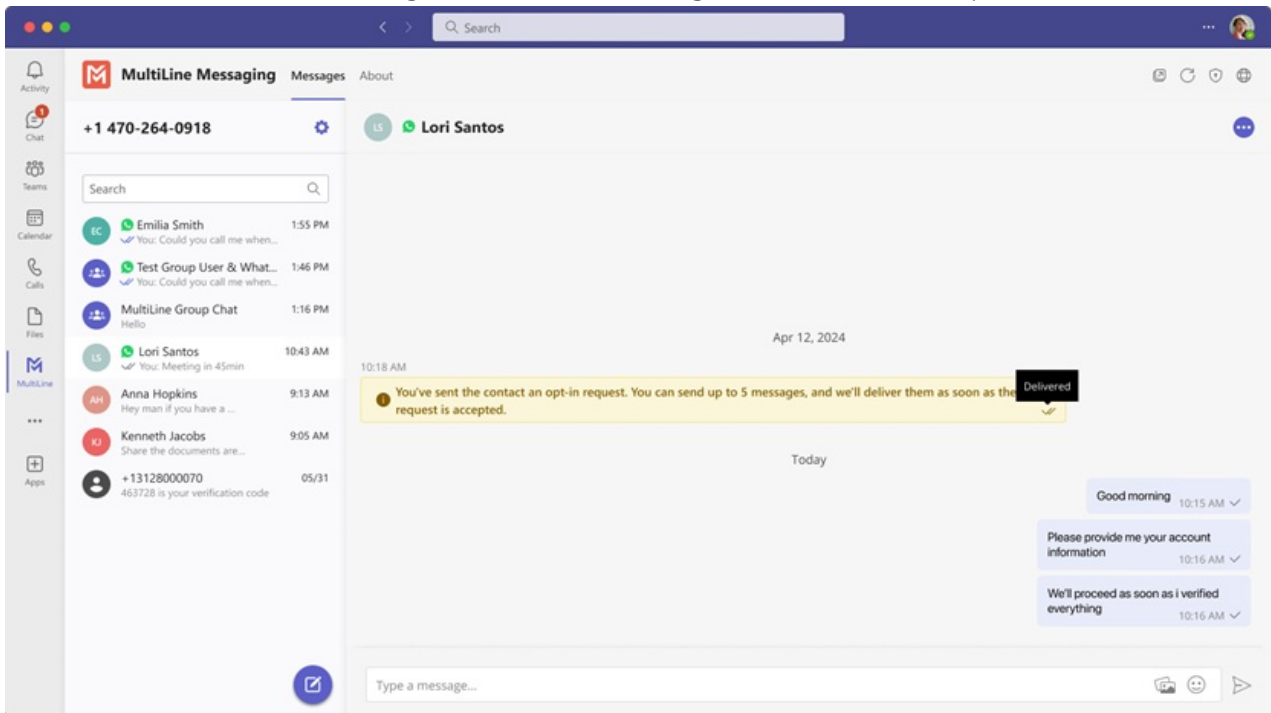 Search
Activity
Chat
1
Teams
Calendar
Calls
Files
MultiLine
Apps
MultiLine Messaging
Messages
About
+1 470-264-0918
Search
EC
Emilia Smith
1:55 PM
You: Could you call me when...
Test Group User & What...
1:46 PM
You: Could you call me when...
MultiLine Group Chat
1:16 PM
Hello
LS
Lori Santos
10:43 AM
You: Meeting in 45min
AH
Anna Hopkins
9:13 AM
Hey man if you have a ...
KJ
Kenneth Jacobs
9:05 AM
Share the documents are...
+13128000070
05/31
463728 is your verification code
LS
Lori Santos
Apr 12, 2024
10:18 AM
You've sent the contact an opt-in request. You can send up to 5 messages, and we'll deliver them as soon as the
request is accepted.
Delivered
Today
Good morning 10:15 AM
Please provide me your account
information 10:16 AM
We'll proceed as soon as i verified
everything 10:16 AM
Type a message...